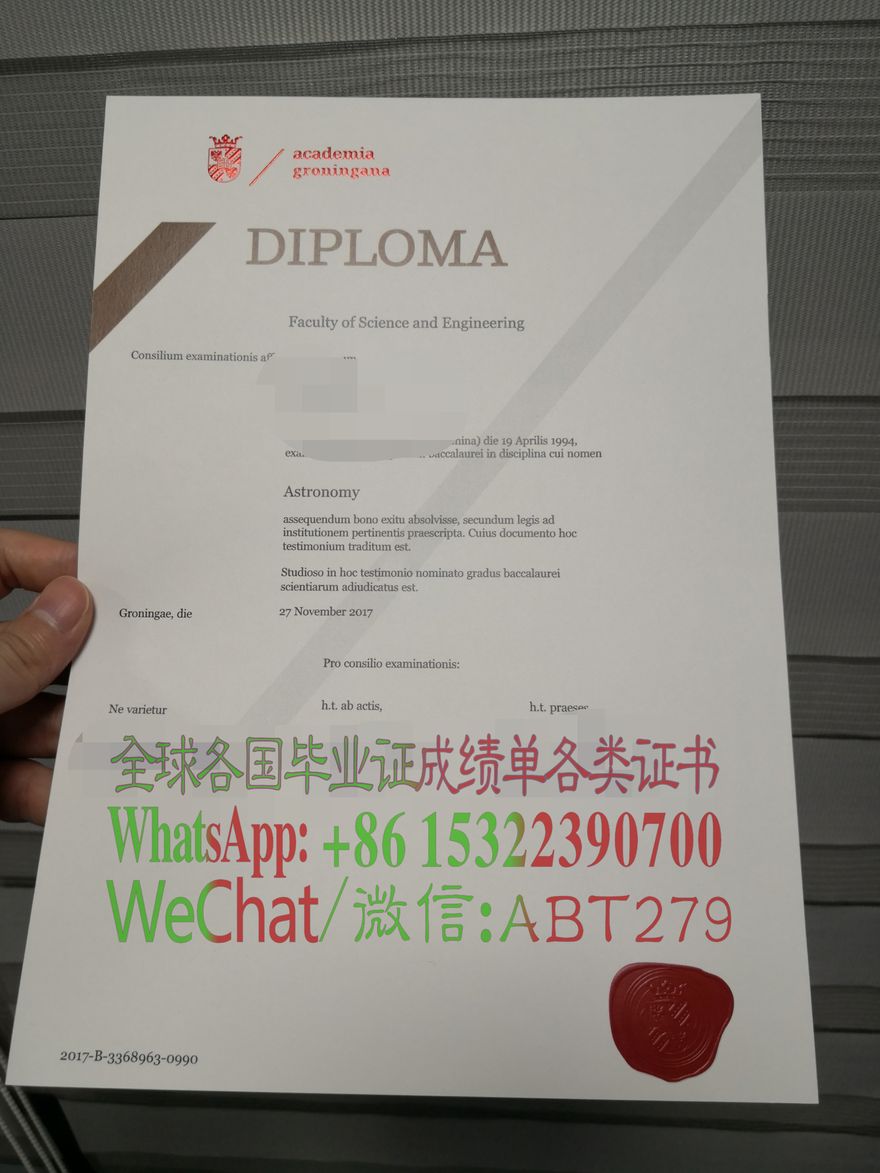 academia
groningana
DIPLOMA
Faculty of Science and Engineering
Consilium examinationis
die 19 Aprilis 1994,
baccalaurei in disciplina cui nomen
Astronomy
assequendum bono exitu absolvisse, secundum legis ad
institutionem pertinentis praescripta. Cuius documento hoc
testimonium traditum est.
Studioso in hoc testimonio nominato gradus baccalaurei
scientiarum adiudicatus est.
Groningae, die 27 November 2017
Pro consilio examinationis:
Ne varietur h.t. ab actis, h.t. praeses
全球各国毕业证成绩单各类证书
WhatsApp: +86 15322390700
WeChat/微信:ABT279
2017-B-3368963-0990